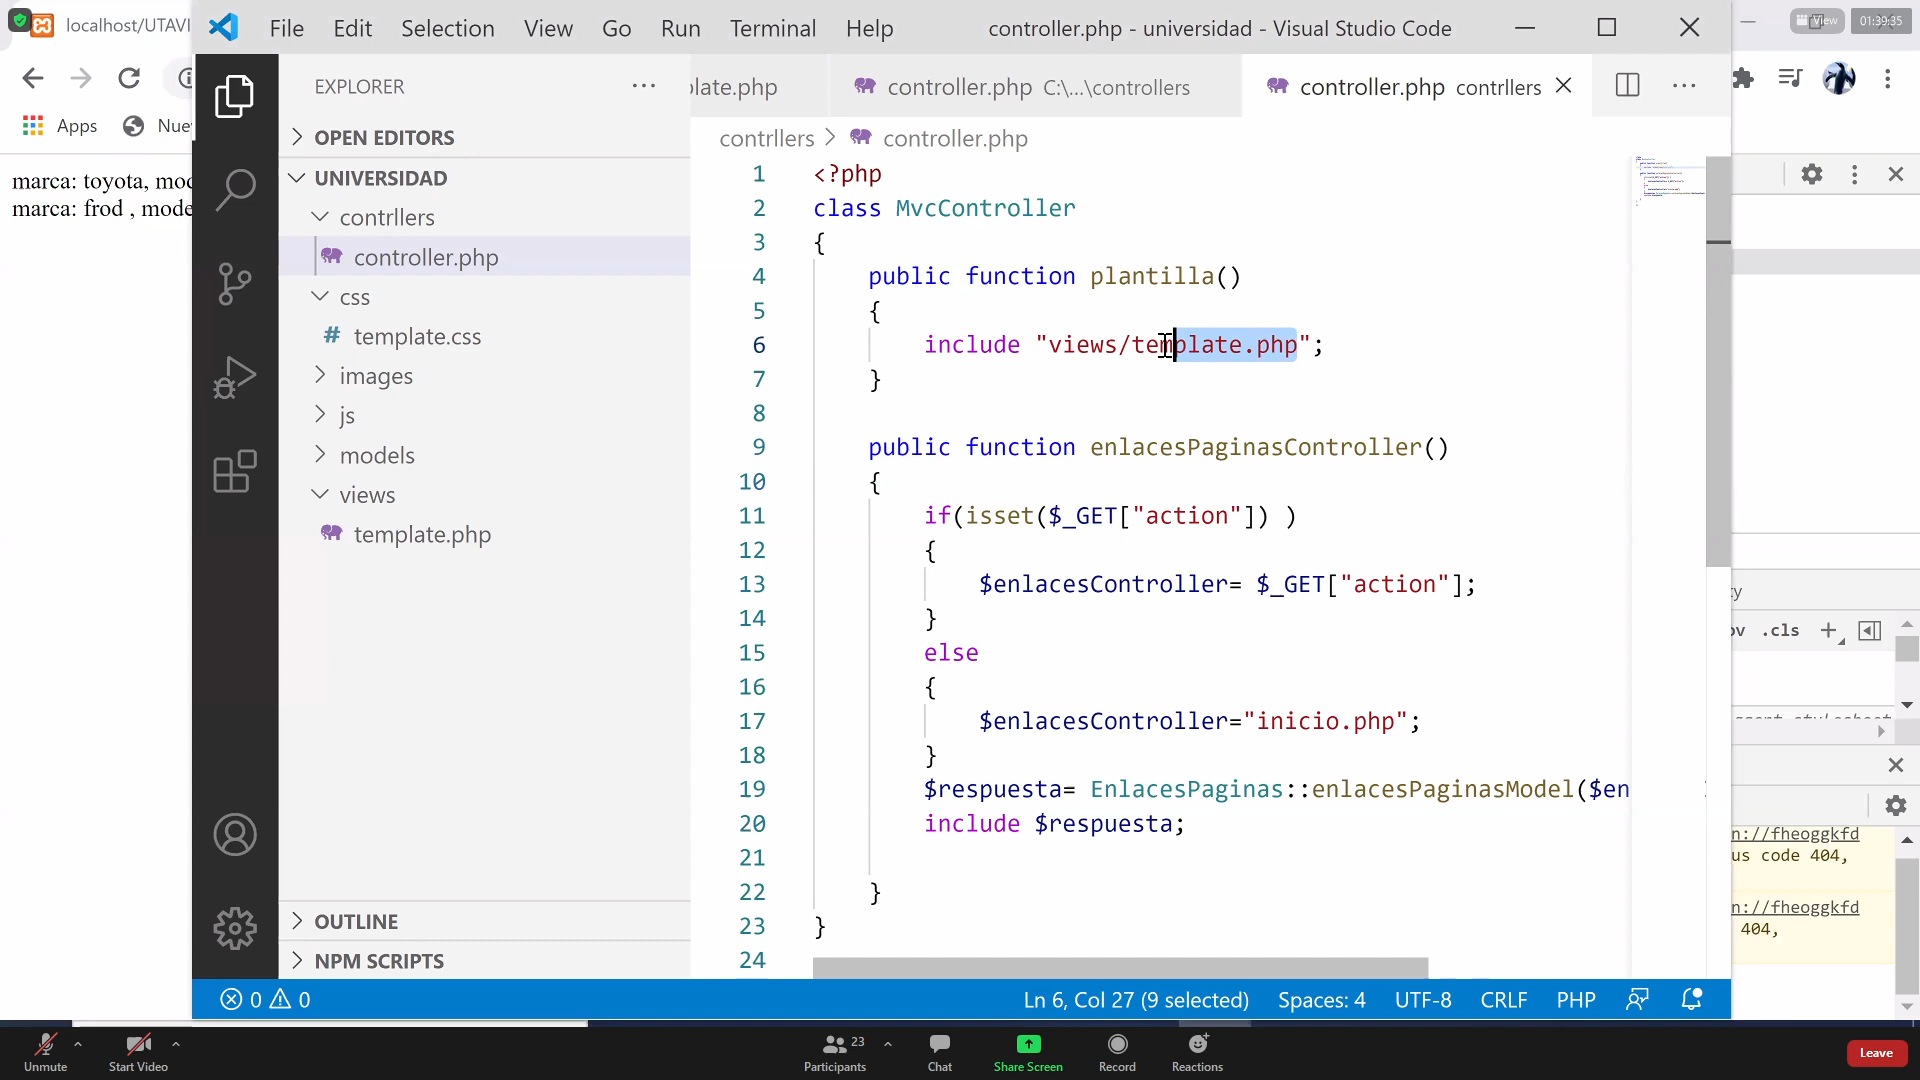 localhost/UTAVI
File Edit Selection View Go Run Terminal Help
controller.php - universidad - Visual Studio Code
View
01:39:35
EXPLORER
plate.php
controller.php C:\...\controllers
controller.php contrllers
Apps
Nue
OPEN EDITORS
contrllers > controller.php
marca: toyota, mod
marca: frod , mode
UNIVERSIDAD
contrllers
controller.php
css
template.css
images
js
models
views
template.php
OUTLINE
NPM SCRIPTS
1 <?php
2 class MvcController
3 {
4 public function plantilla()
5 {
6 include "views/template.php";
7 }
8
9 public function enlacesPaginasController()
10 {
11 if(isset($_GET["action"]) )
12 {
13 $enlacesController= $_GET["action"];
14 }
15 else
16 {
17 $enlacesController="inicio.php";
18 }
19 $respuesta= EnlacesPaginas::enlacesPaginasModel($en
20 include $respuesta;
21
22 }
23 }
24
.cls
n://fheoggkfd
us code 404,
n://fheoggkfd
404,
0 0
Ln 6, Col 27 (9 selected) Spaces: 4 UTF-8 CRLF PHP
Unmute
Start Video
23
Participants
Chat
Share Screen
Record
Reactions
Leave